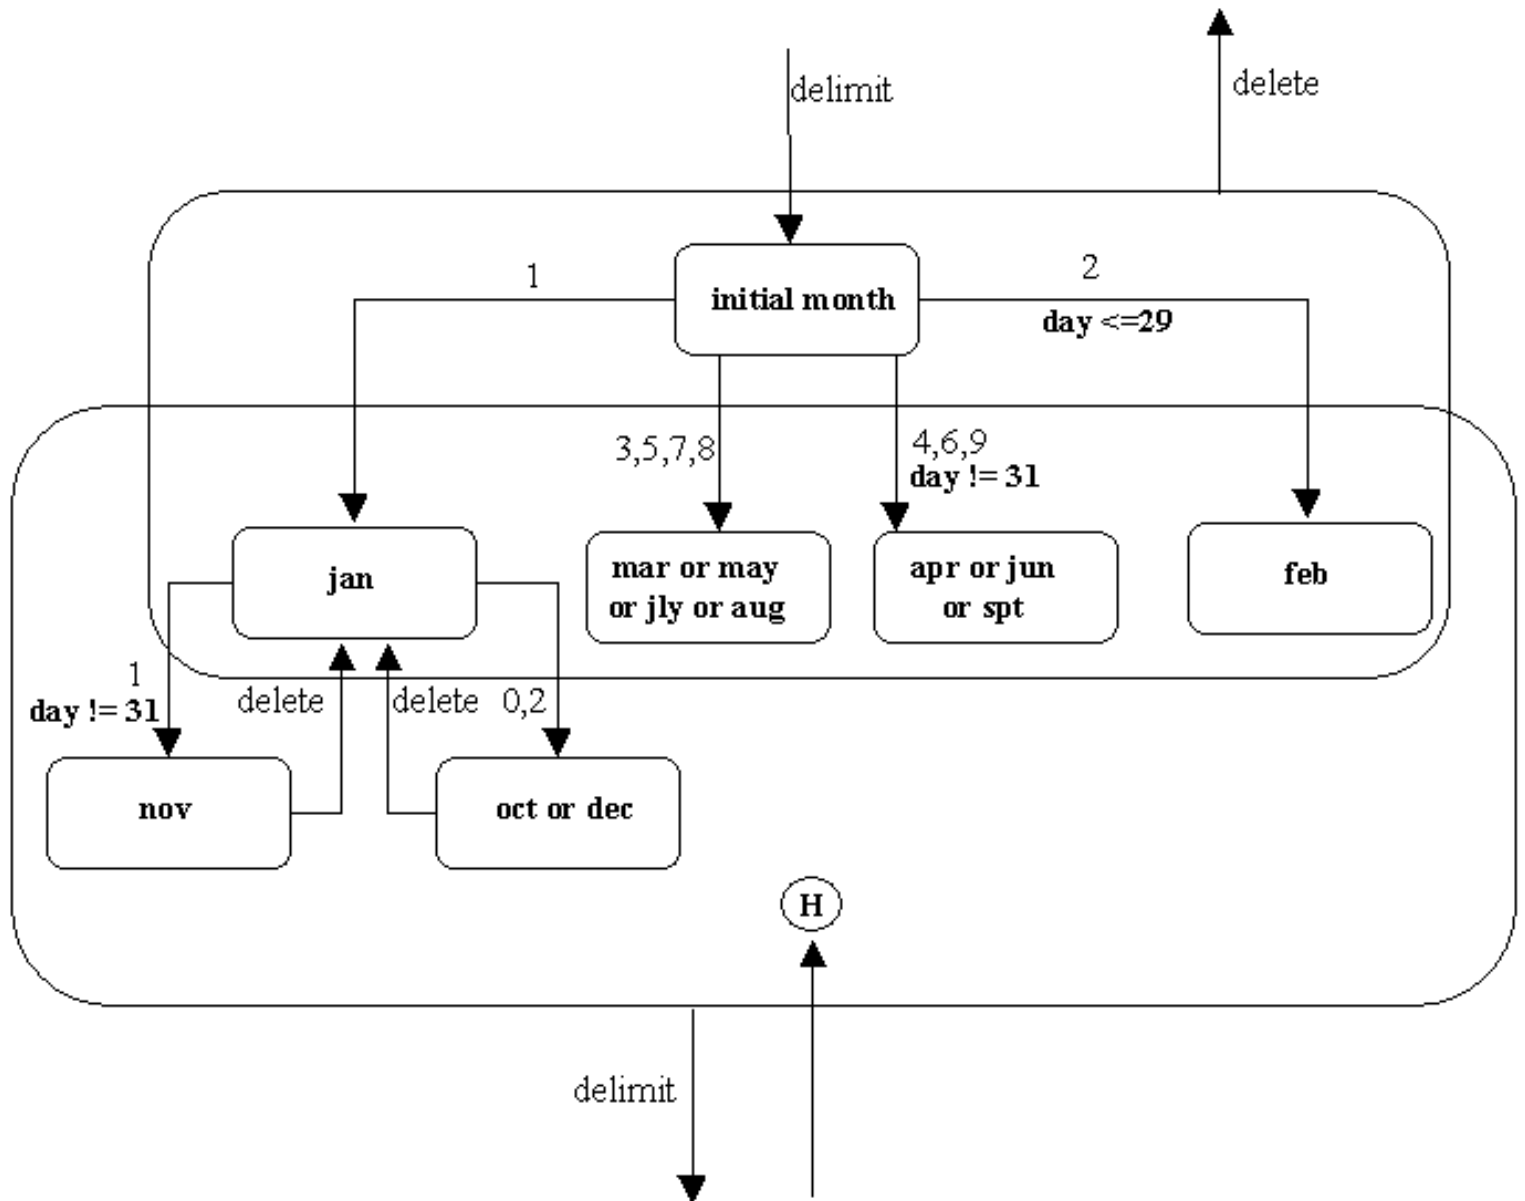 delimit
delete
1
2
initial month
day <=29
3,5,7,8
4,6,9
day != 31
jan
mar or may
or jly or aug
apr or jun
or spt
feb
1
day != 31
delete
delete
0,2
nov
oct or dec
H
delimit